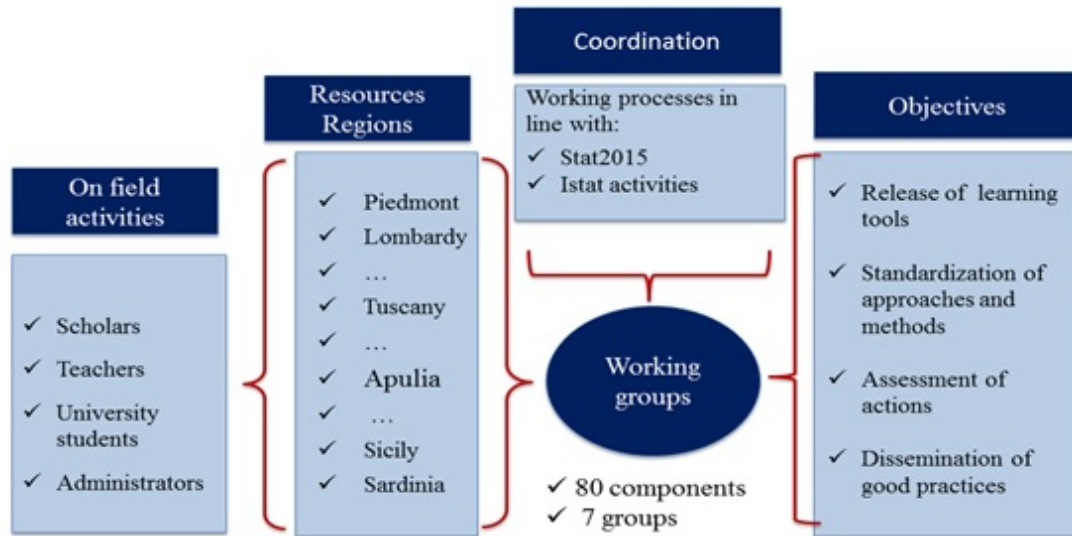 On field
activities
✓ Scholars
✓ Teachers
✓ University
students
✓ Administrators
Resources
Regions
✓ Piedmont
✓ Lombardy
✓ …
✓ Tuscany
✓ …
✓ Apulia
✓ …
✓ Sicily
✓ Sardinia
Coordination
Working processes in
line with:
✓ Stat2015
✓ Istat activities
Working
groups
✓ 80 components
✓ 7 groups
Objectives
✓ Release of learning
tools
✓ Standardization of
approaches and
methods
✓ Assessment of
actions
✓ Dissemination of
good practices